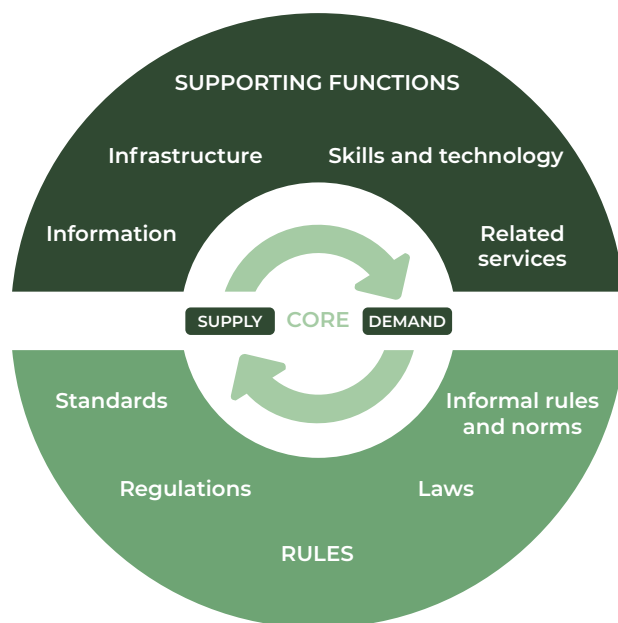 SUPPORTING FUNCTIONS
Infrastructure
Skills and technology
Information
Related
services
SUPPLY
CORE
DEMAND
Standards
Informal rules
and norms
Regulations
Laws
RULES